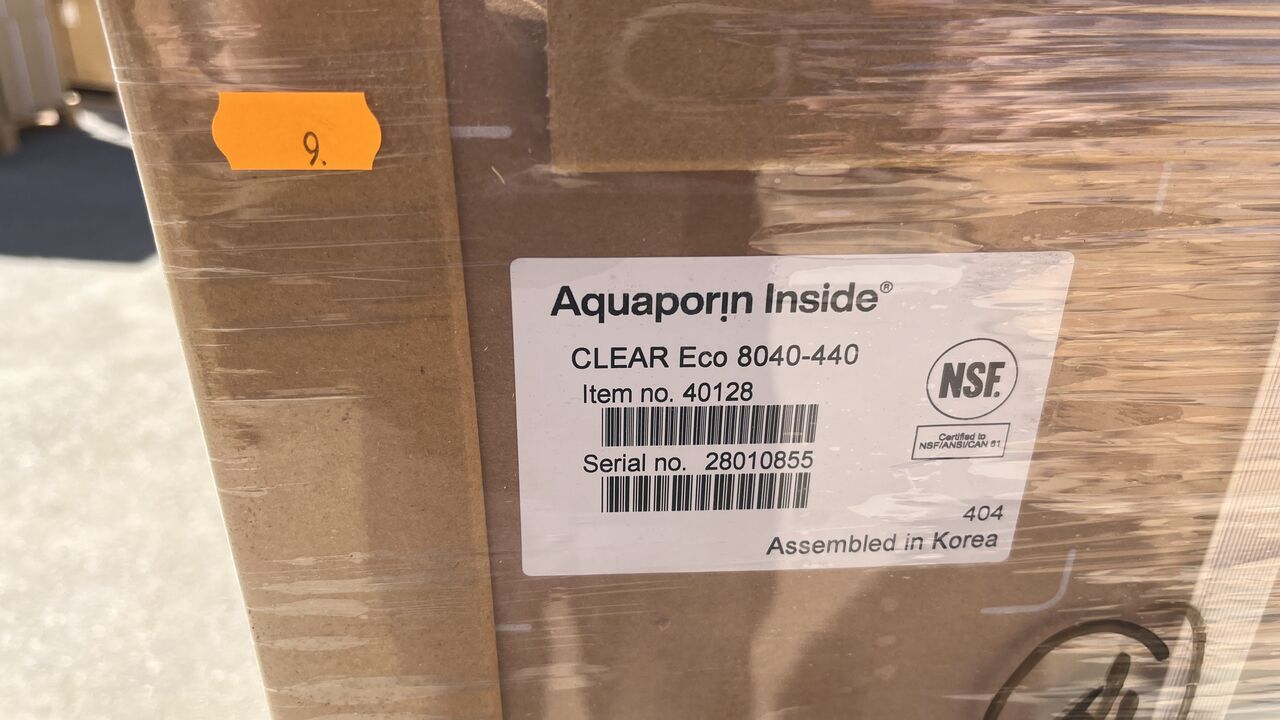 9.
Aquaporin Inside®
CLEAR Eco 8040-440
Item no. 40128
Serial no. 28010855
NSF.
Certified to
NSF/ANSI/CAN 61
404
Assembled in Korea